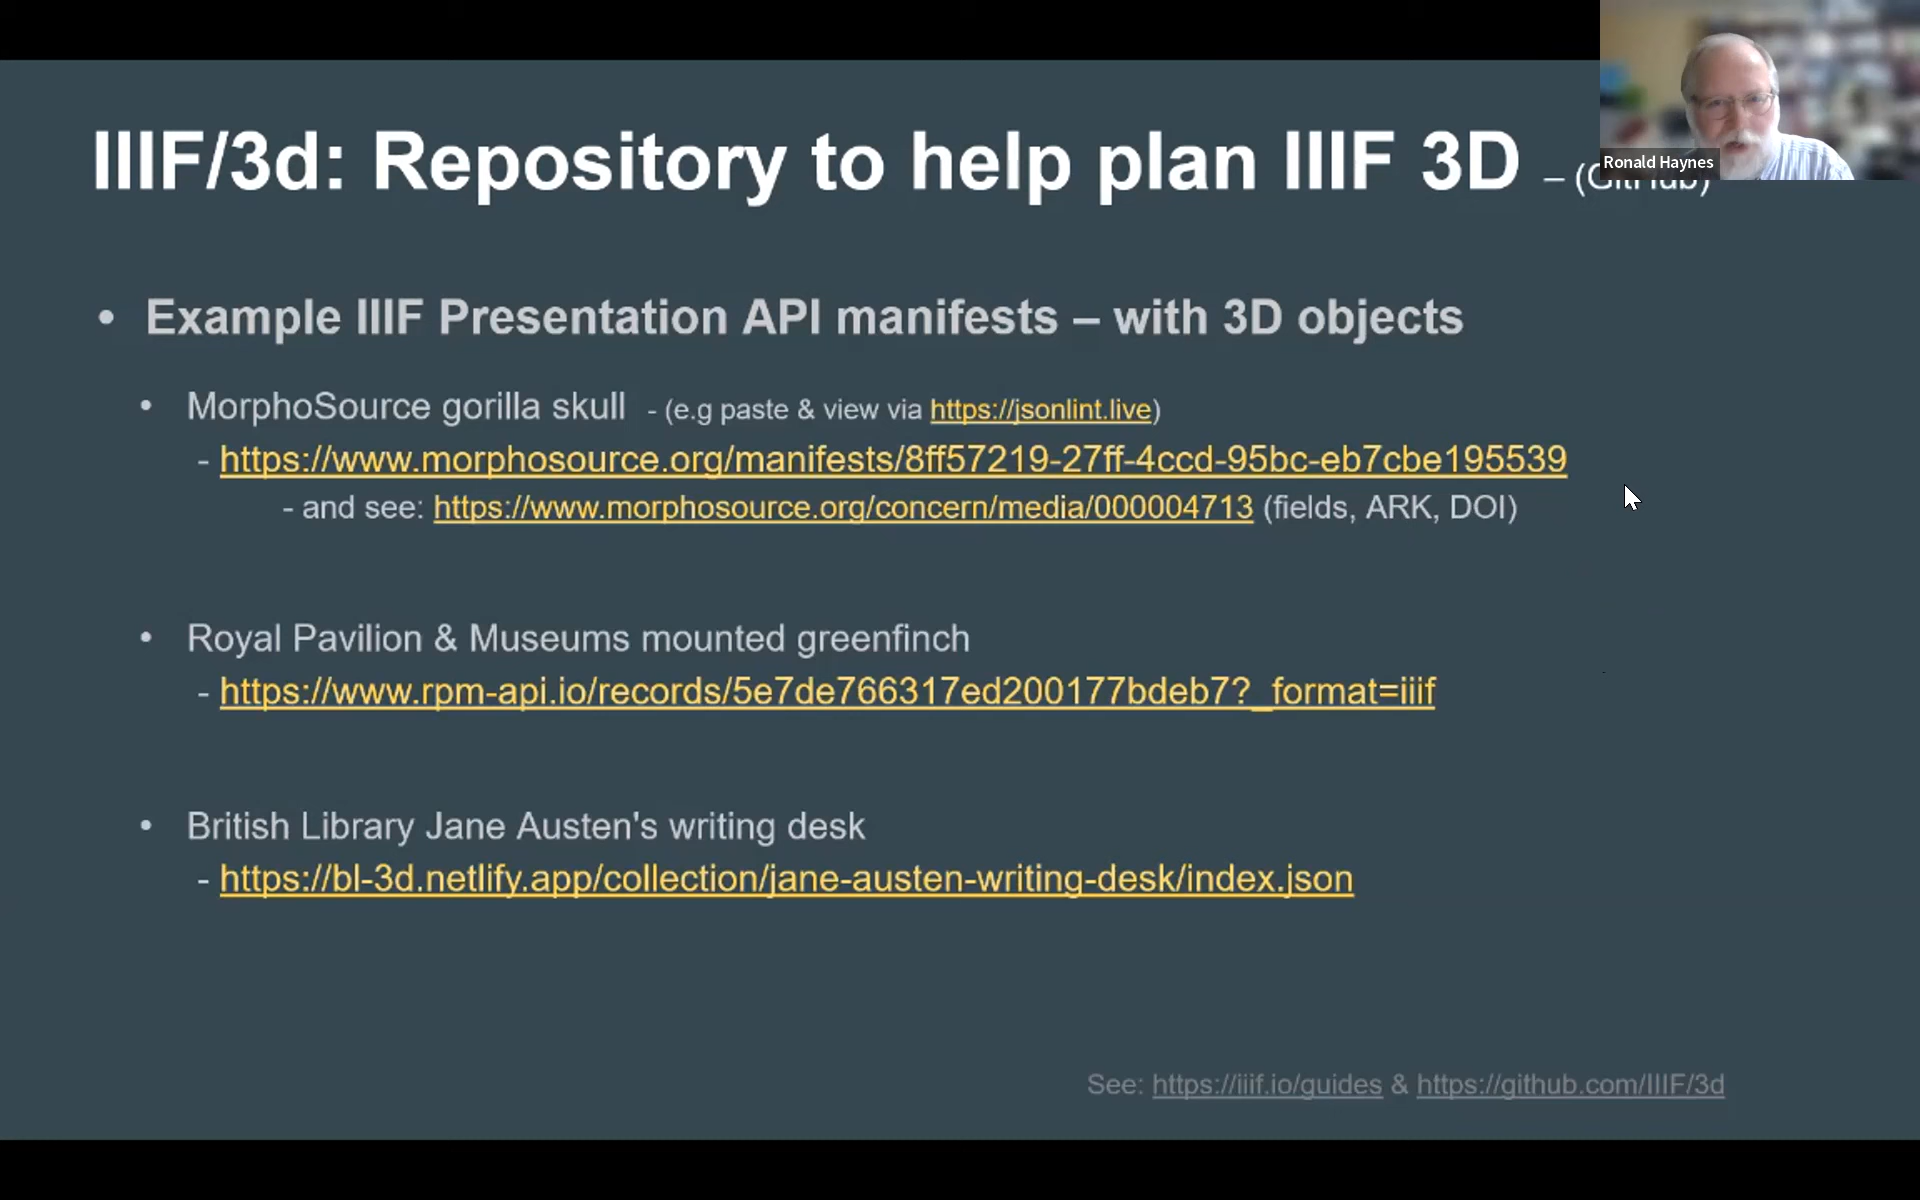 IIIF/3d: Repository to help plan IIIF 3D – (GitHub)
Ronald Haynes
• Example IIIF Presentation API manifests – with 3D objects
• MorphoSource gorilla skull - (e.g paste & view via https://jsonlint.live)
- https://www.morphosource.org/manifests/8ff57219-27ff-4ccd-95bc-eb7cbe195539
- and see: https://www.morphosource.org/concern/media/000004713 (fields, ARK, DOI)
• Royal Pavilion & Museums mounted greenfinch
- https://www.rpm-api.io/records/5e7de766317ed200177bdeb7?_format=iiif
• British Library Jane Austen's writing desk
- https://bl-3d.netlify.app/collection/jane-austen-writing-desk/index.json
See: https://iiif.io/guides & https://github.com/IIIF/3d